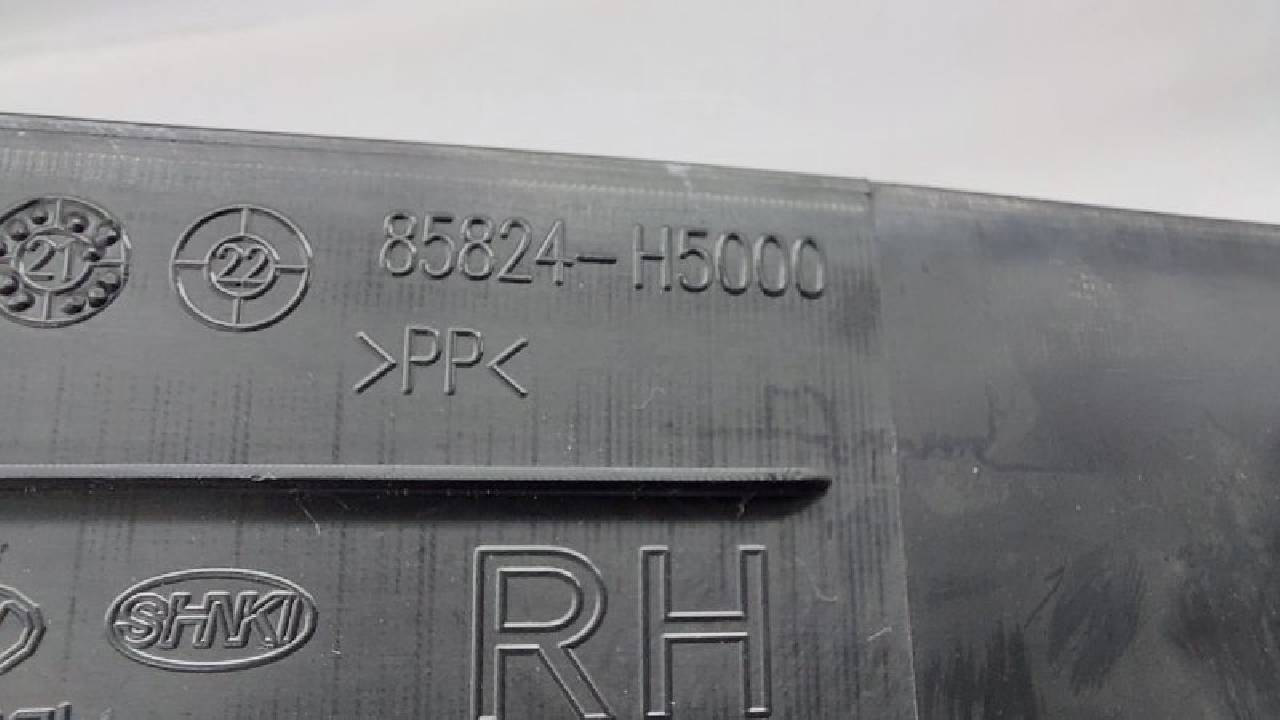 21 22 85824-H5000
>PP<
SHNKI
RH